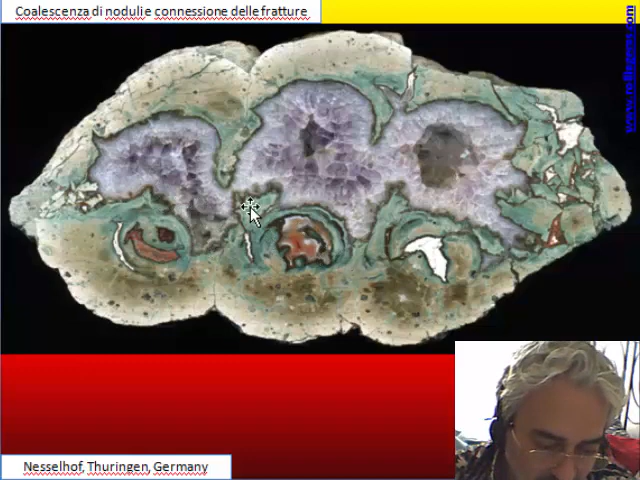 Coalescenza di noduli e connessione delle fratture
Nesselhof, Thuringen, Germany